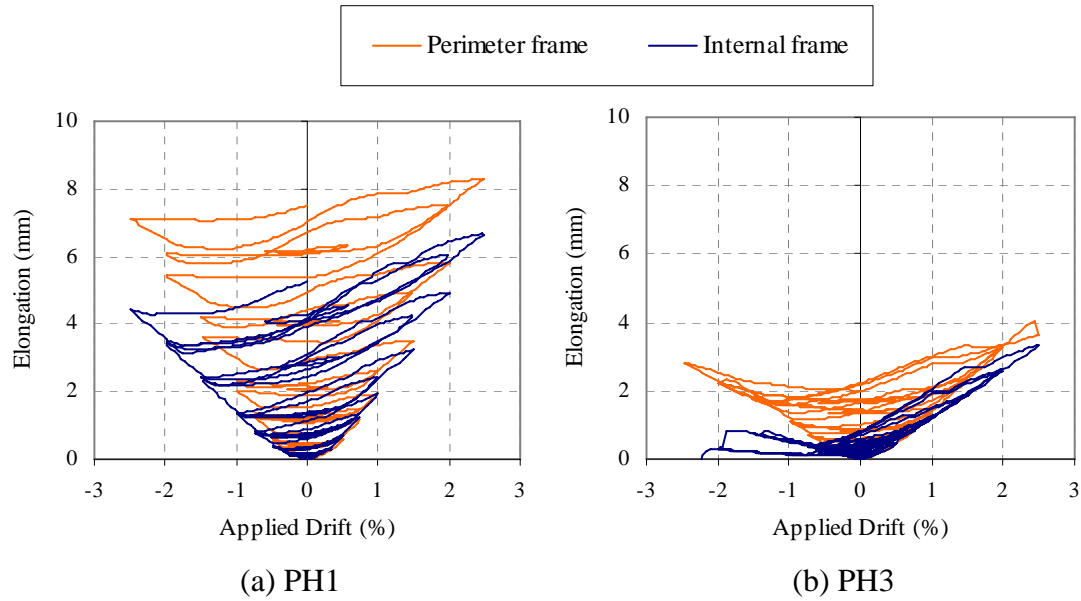 Perimeter frame Internal frame
10
8
6
4
2
0
Elongation (mm)
-3 -2 -1 0 1 2 3
Applied Drift (%)
(a) PH1
10
8
6
4
2
0
Elongation (mm)
-3 -2 -1 0 1 2 3
Applied Drift (%)
(b) PH3